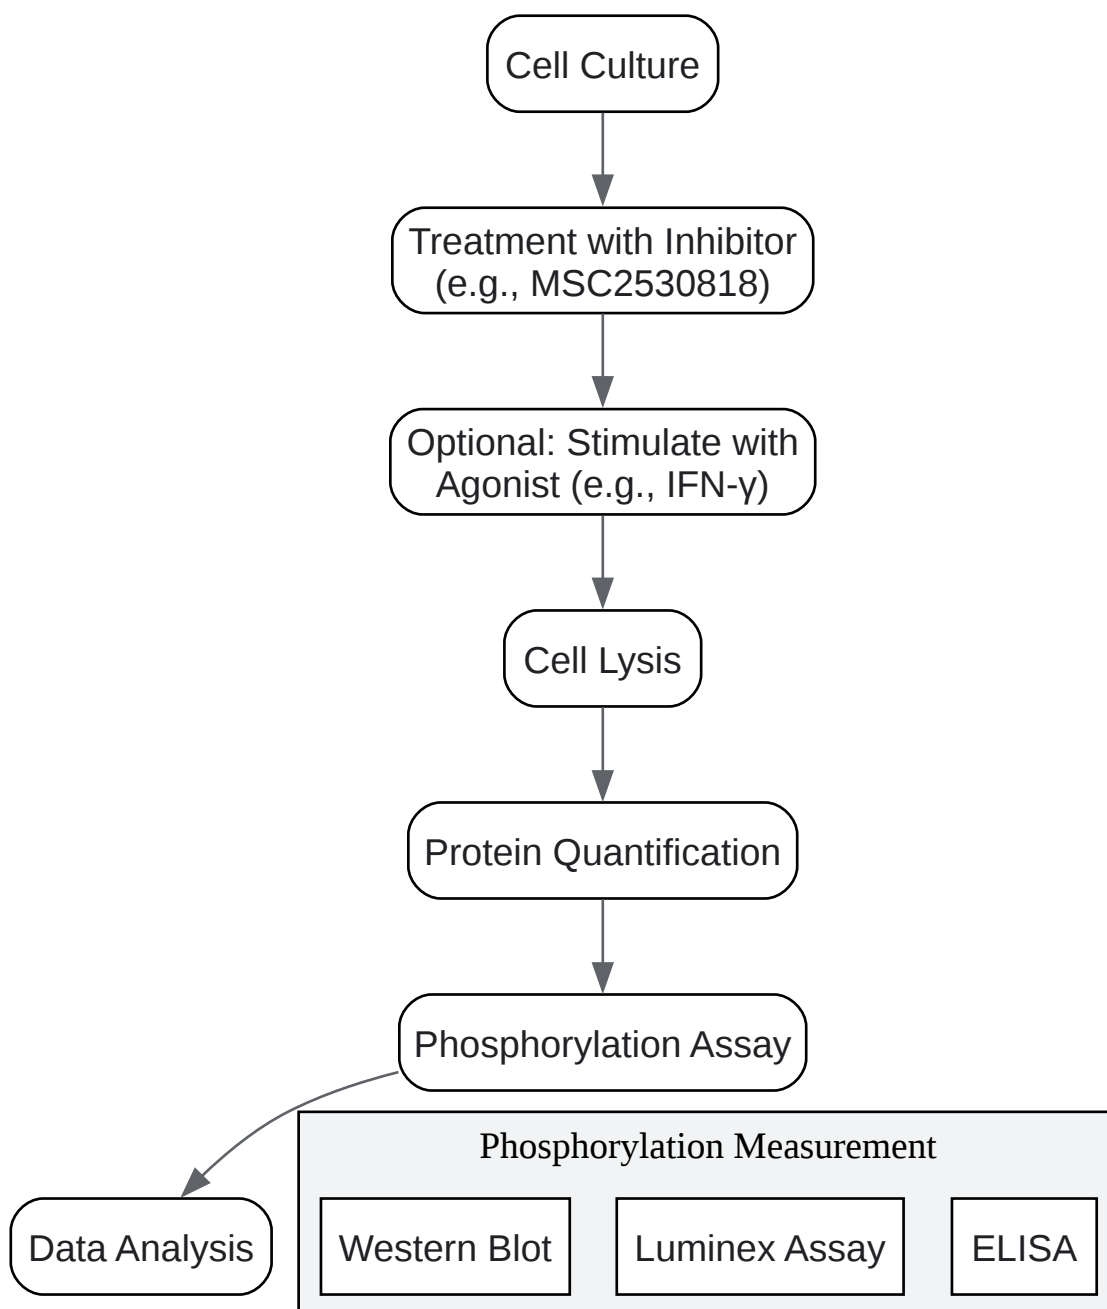 Cell Culture
Treatment with Inhibitor
(e.g., MSC2530818)
Optional: Stimulate with
Agonist (e.g., IFN-γ)
Cell Lysis
Protein Quantification
Phosphorylation Assay
Phosphorylation Measurement
Data Analysis
Western Blot
Luminex Assay
ELISA